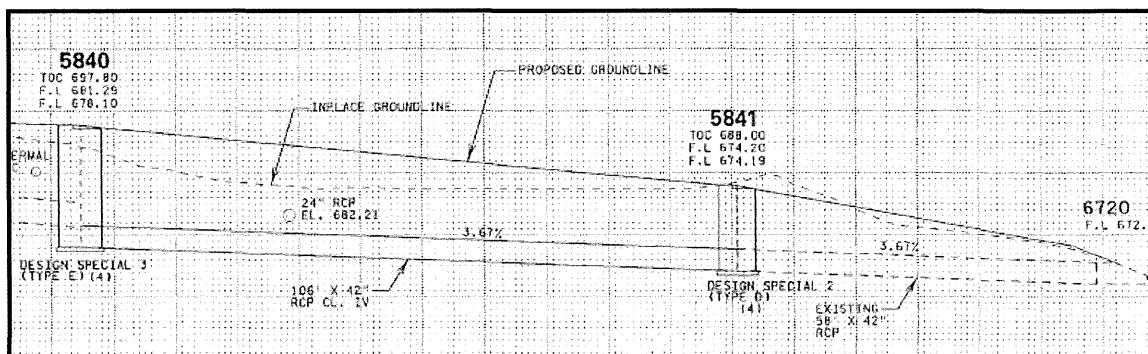 5840
TOC 697.80
F.L 681.29
F.L 678.10
PROPOSED GROUNDLINE
INPLACE GROUNDLINE
5841
TOC 688.00
F.L 674.20
F.L 674.19
ERMAL
24" RCP
EL. 682.21
6720
F.L 672.
3.67%
3.67%
DESIGN SPECIAL 3
(TYPE E) (4)
106' X 42"
RCP CL. IV
DESIGN SPECIAL 2
(TYPE D)
(4)
EXISTING
58' X 42"
RCP